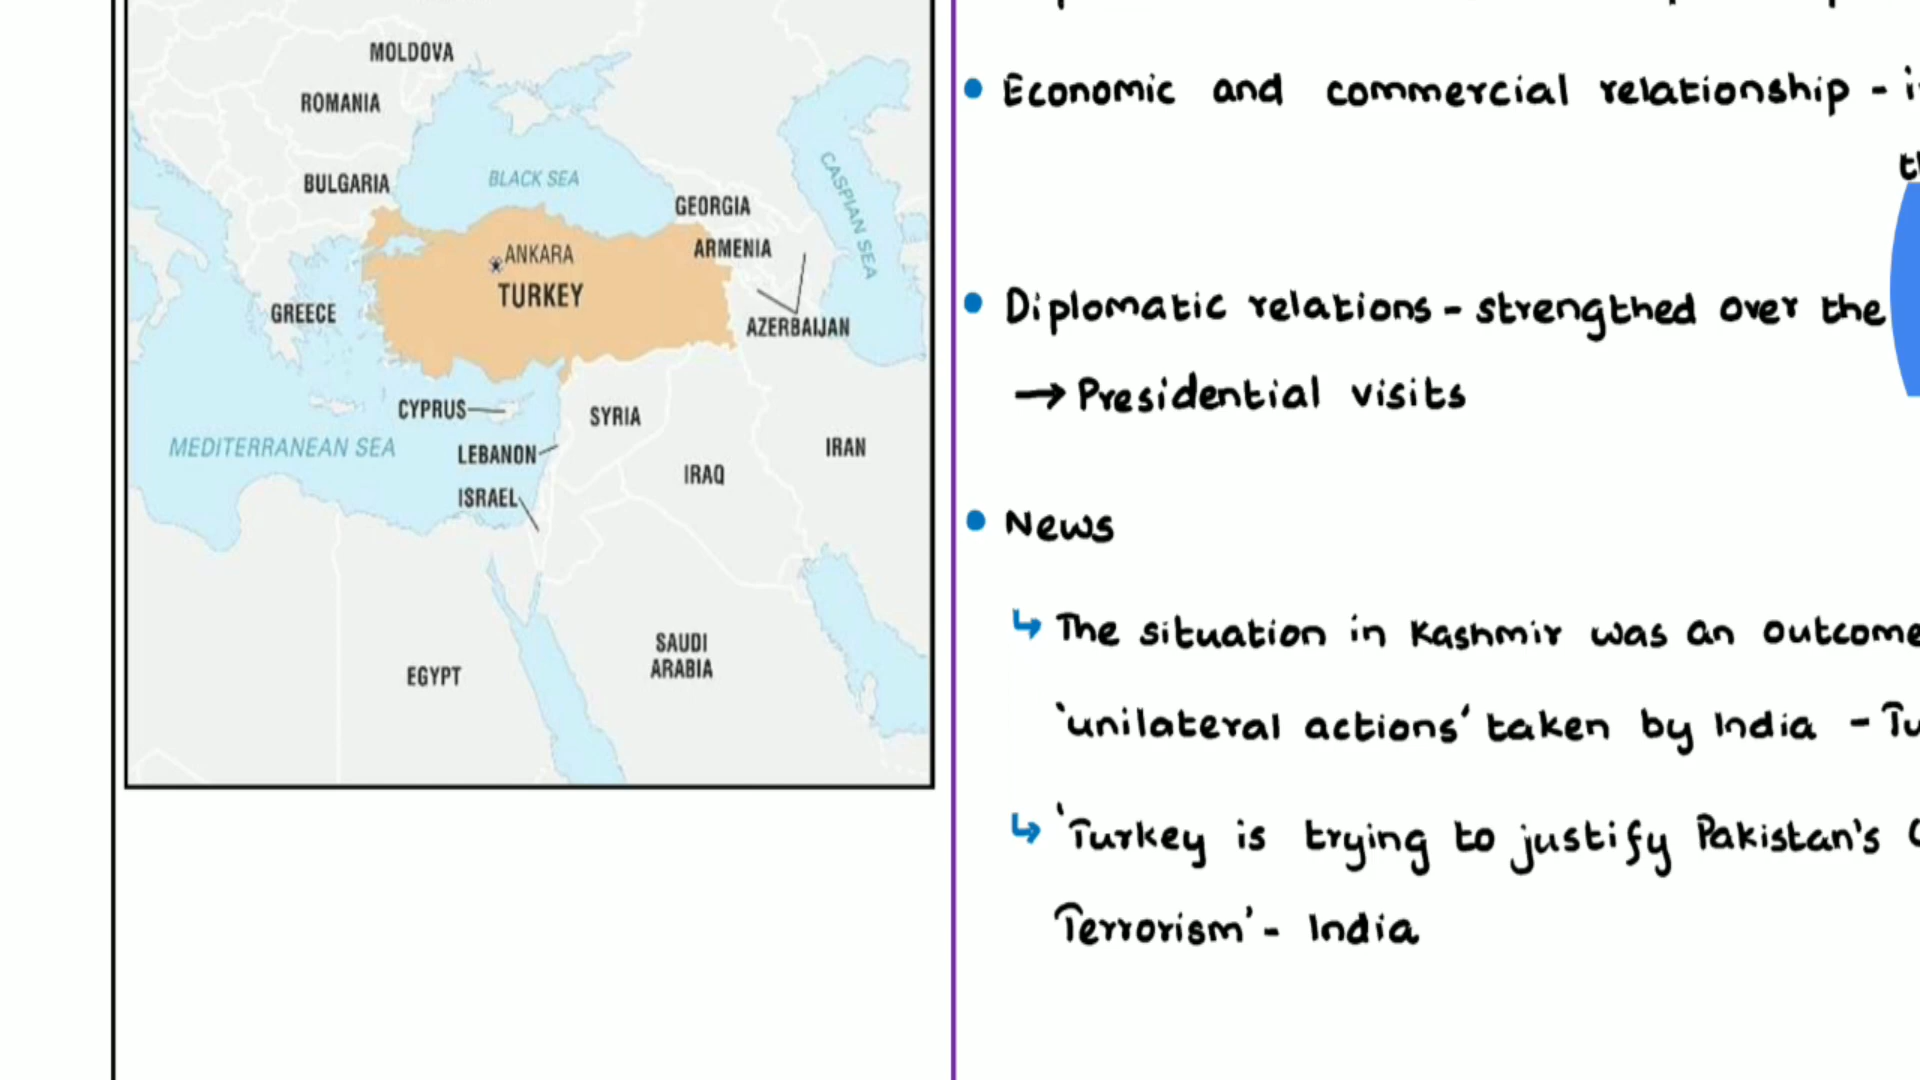 MOLDOVA
ROMANIA
BULGARIA
BLACK SEA
CASPIAN SEA
GEORGIA
ARMENIA
ANKARA
TURKEY
GREECE
AZERBAIJAN
CYPRUS
SYRIA
MEDITERRANEAN SEA
LEBANON
IRAN
IRAQ
ISRAEL
SAUDI
ARABIA
EGYPT
• Economic and commercial relationship -
• Diplomatic relations - strengthed over the
→ Presidential visits
• News
↳ The situation in Kashmir was an outcome
'unilateral actions' taken by India -
↳ 'Turkey is trying to justify Pakistan's
Terrorism' - India